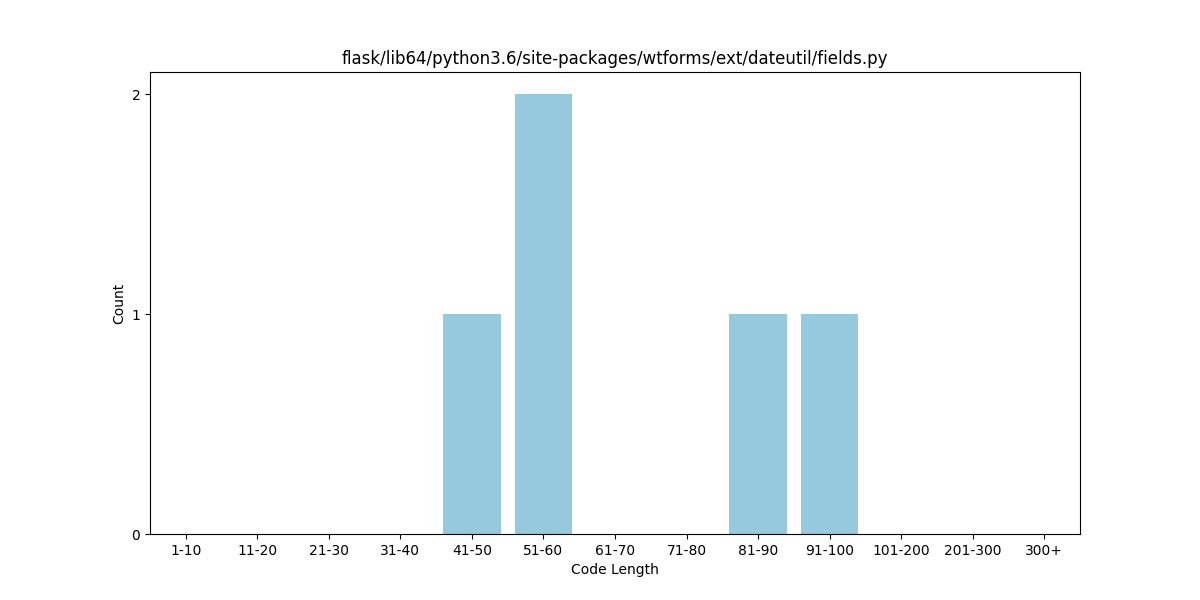 flask/lib64/python3.6/site-packages/wtforms/ext/dateutil/fields.py
Count
2
1
0
1-10 11-20 21-30 31-40 41-50 51-60 61-70 71-80 81-90 91-100 101-200 201-300 300+
Code Length